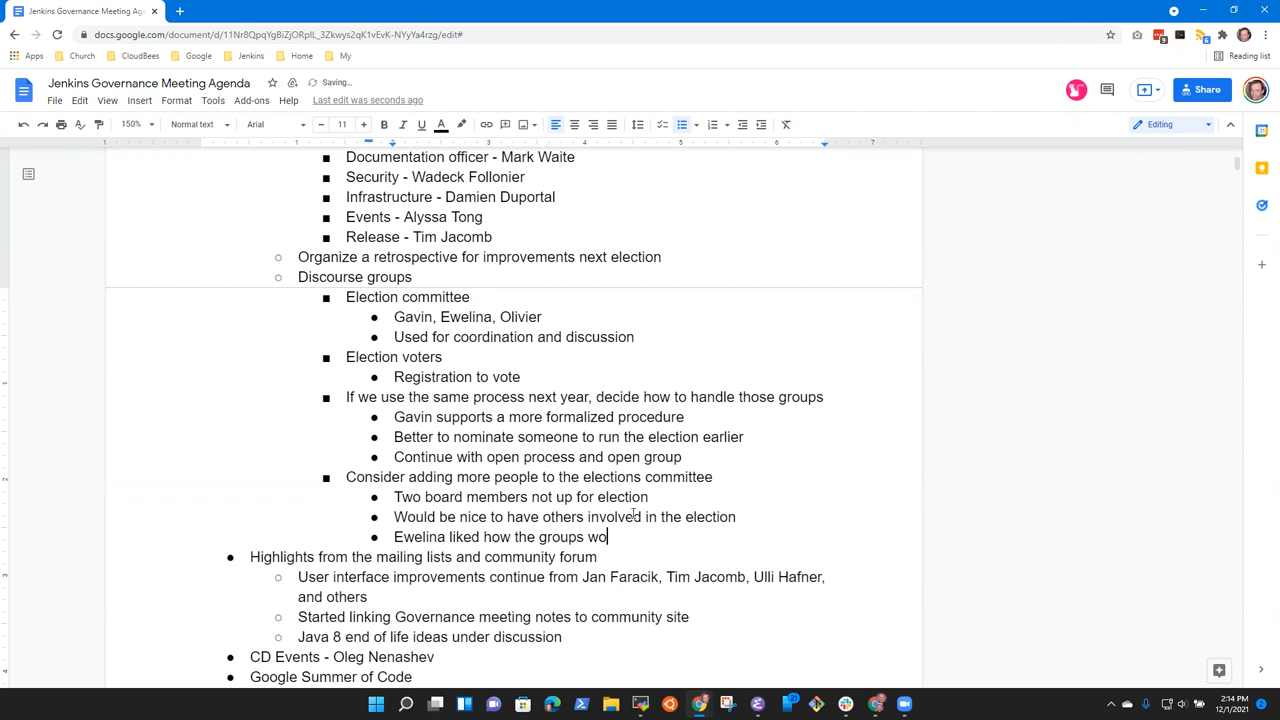 Jenkins Governance Meeting Agenda
docs.google.com/document/d/11Nr8QpqYgBiZjORplL_3Zkwys2qK1vEvK-NYyYa4rzg/edit#
Apps Church CloudBees Google Jenkins Home My Reading list
Jenkins Governance Meeting Agenda Saving...
File Edit View Insert Format Tools Add-ons Help Last edit was seconds ago
Share
150% Normal text Arial 11 Editing
1 1 2 3 4 5 6 7
Documentation officer - Mark Waite
Security - Wadeck Follonier
Infrastructure - Damien Duportal
Events - Alyssa Tong
Release - Tim Jacomb
Organize a retrospective for improvements next election
Discourse groups
Election committee
Gavin, Ewelina, Olivier
Used for coordination and discussion
Election voters
Registration to vote
If we use the same process next year, decide how to handle those groups
Gavin supports a more formalized procedure
Better to nominate someone to run the election earlier
Continue with open process and open group
Consider adding more people to the elections committee
Two board members not up for election
Would be nice to have others involved in the election
Ewelina liked how the groups wo
Highlights from the mailing lists and community forum
User interface improvements continue from Jan Faracik, Tim Jacomb, Ulli Hafner,
and others
Started linking Governance meeting notes to community site
Java 8 end of life ideas under discussion
CD Events - Oleg Nenashev
Google Summer of Code
2:14 PM
12/1/2021